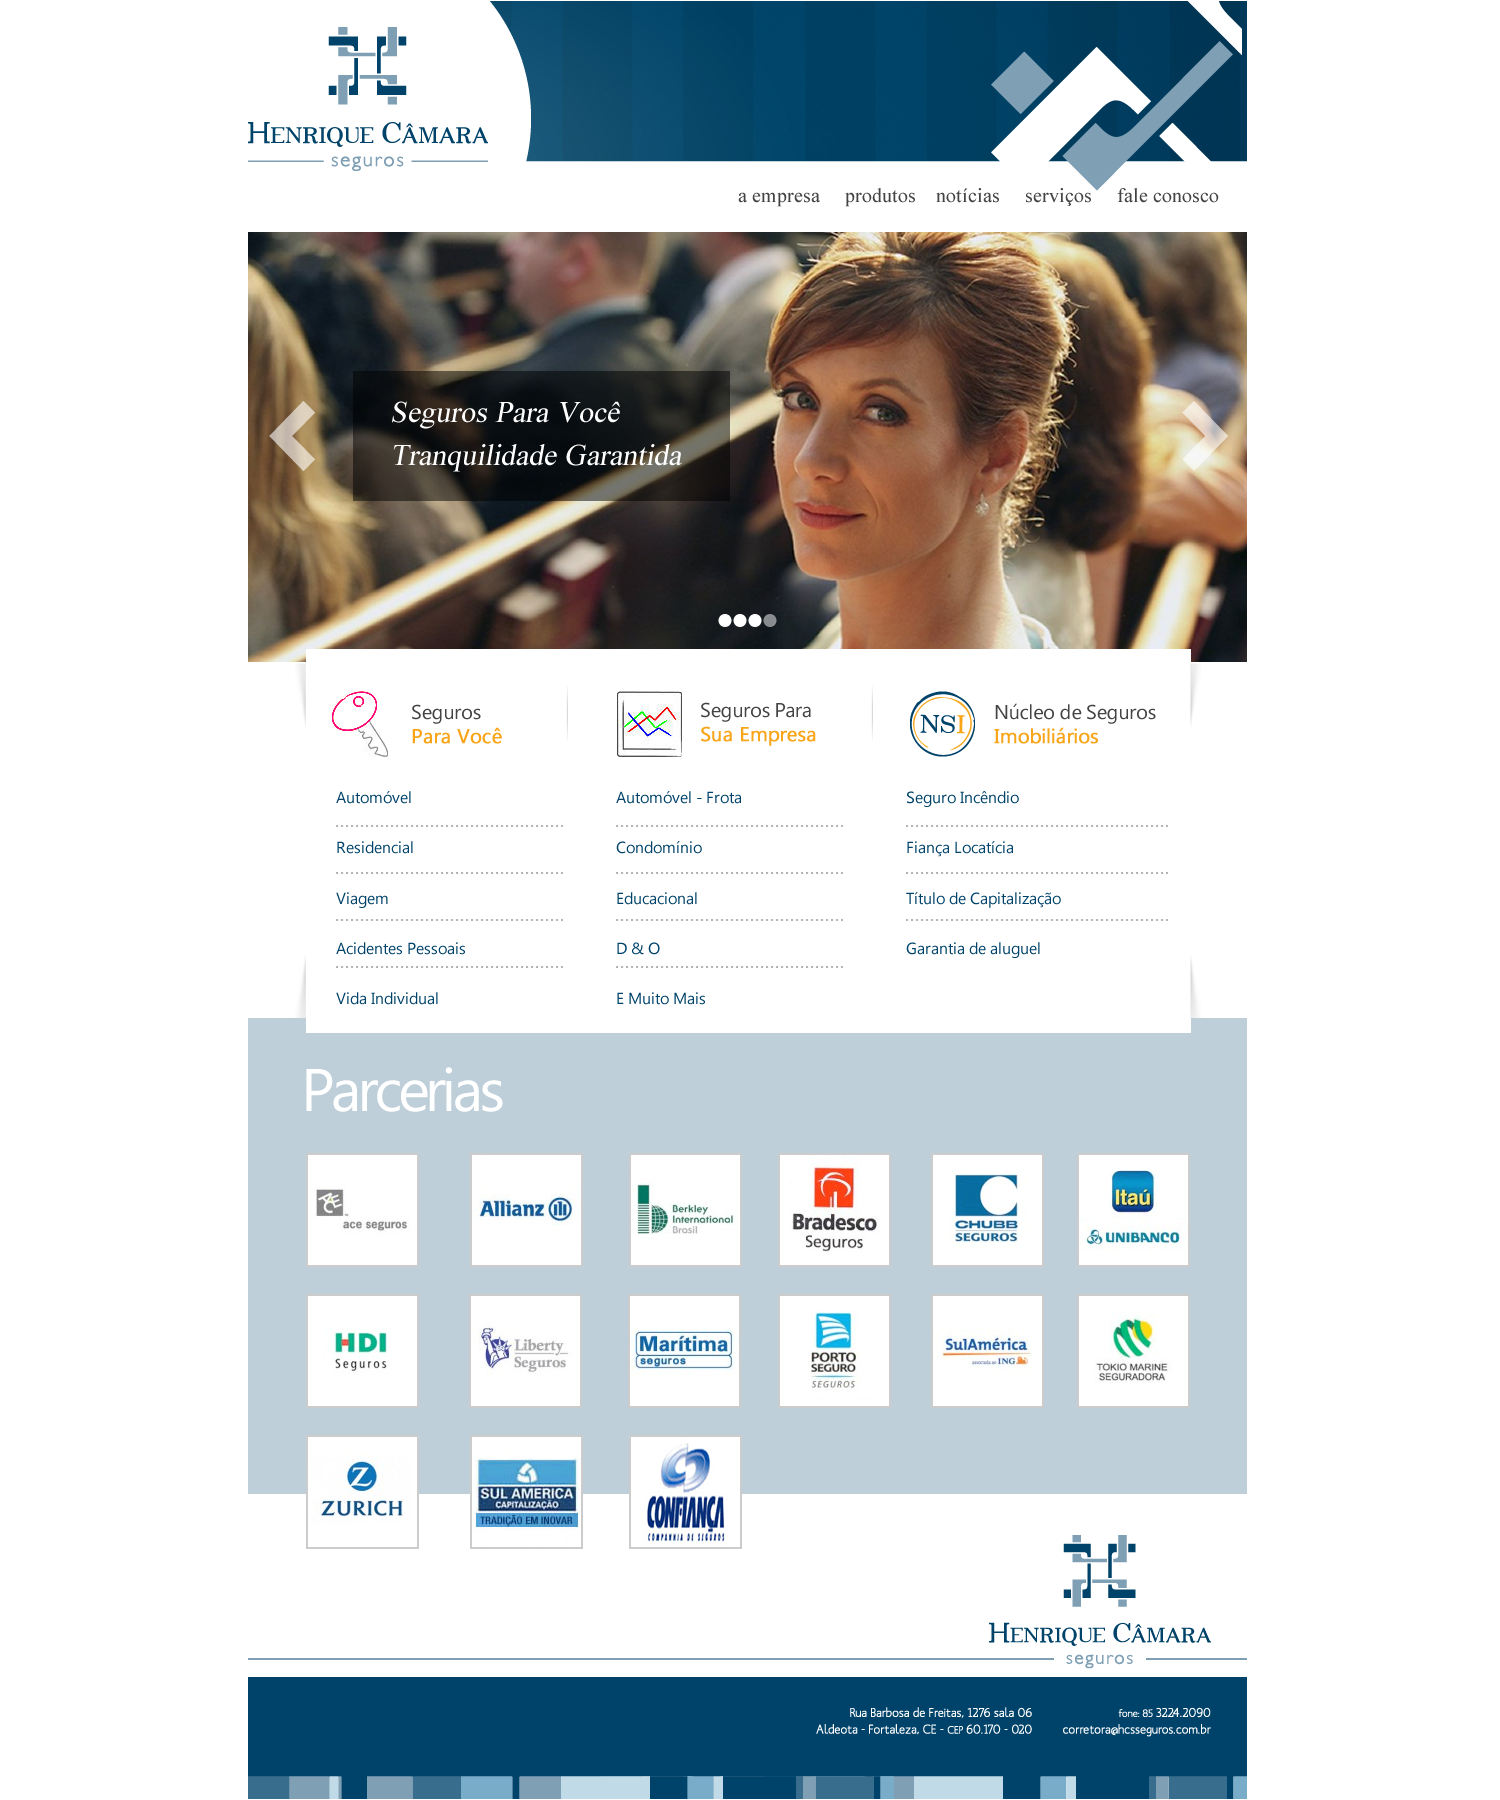 HENRIQUE CÂMARA
seguros
a empresa produtos notícias serviços fale conosco
Seguros Para Você
Tranquilidade Garantida
Seguros
Para Você
Automóvel
Residencial
Viagem
Acidentes Pessoais
Vida Individual
Seguros Para
Sua Empresa
Automóvel - Frota
Condomínio
Educacional
D & O
E Muito Mais
NSI
Núcleo de Seguros
Imobiliários
Seguro Incêndio
Fiança Locatícia
Título de Capitalização
Garantia de aluguel
Parcerias
ACE
ace seguros
Allianz
Berkley
International
Brasil
Bradesco
Seguros
CHUBB
SEGUROS
Itaú
UNIBANCO
HDI
Seguros
Liberty
Seguros
Marítima
seguros
PORTO
SEGURO
SEGUROS
SulAmérica
associada ao ING
TOKIO MARINE
SEGURADORA
Z
ZURICH
SUL AMERICA
CAPITALIZAÇÃO
TRADIÇÃO EM INOVAR
CONFIANÇA
COMPANHIA DE SEGUROS
HENRIQUE CÂMARA
seguros
Rua Barbosa de Freitas, 1276 sala 06
Aldeota - Fortaleza, CE - CEP 60.170 - 020
fone: 85 3224.2090
corretora@hcsseguros.com.br